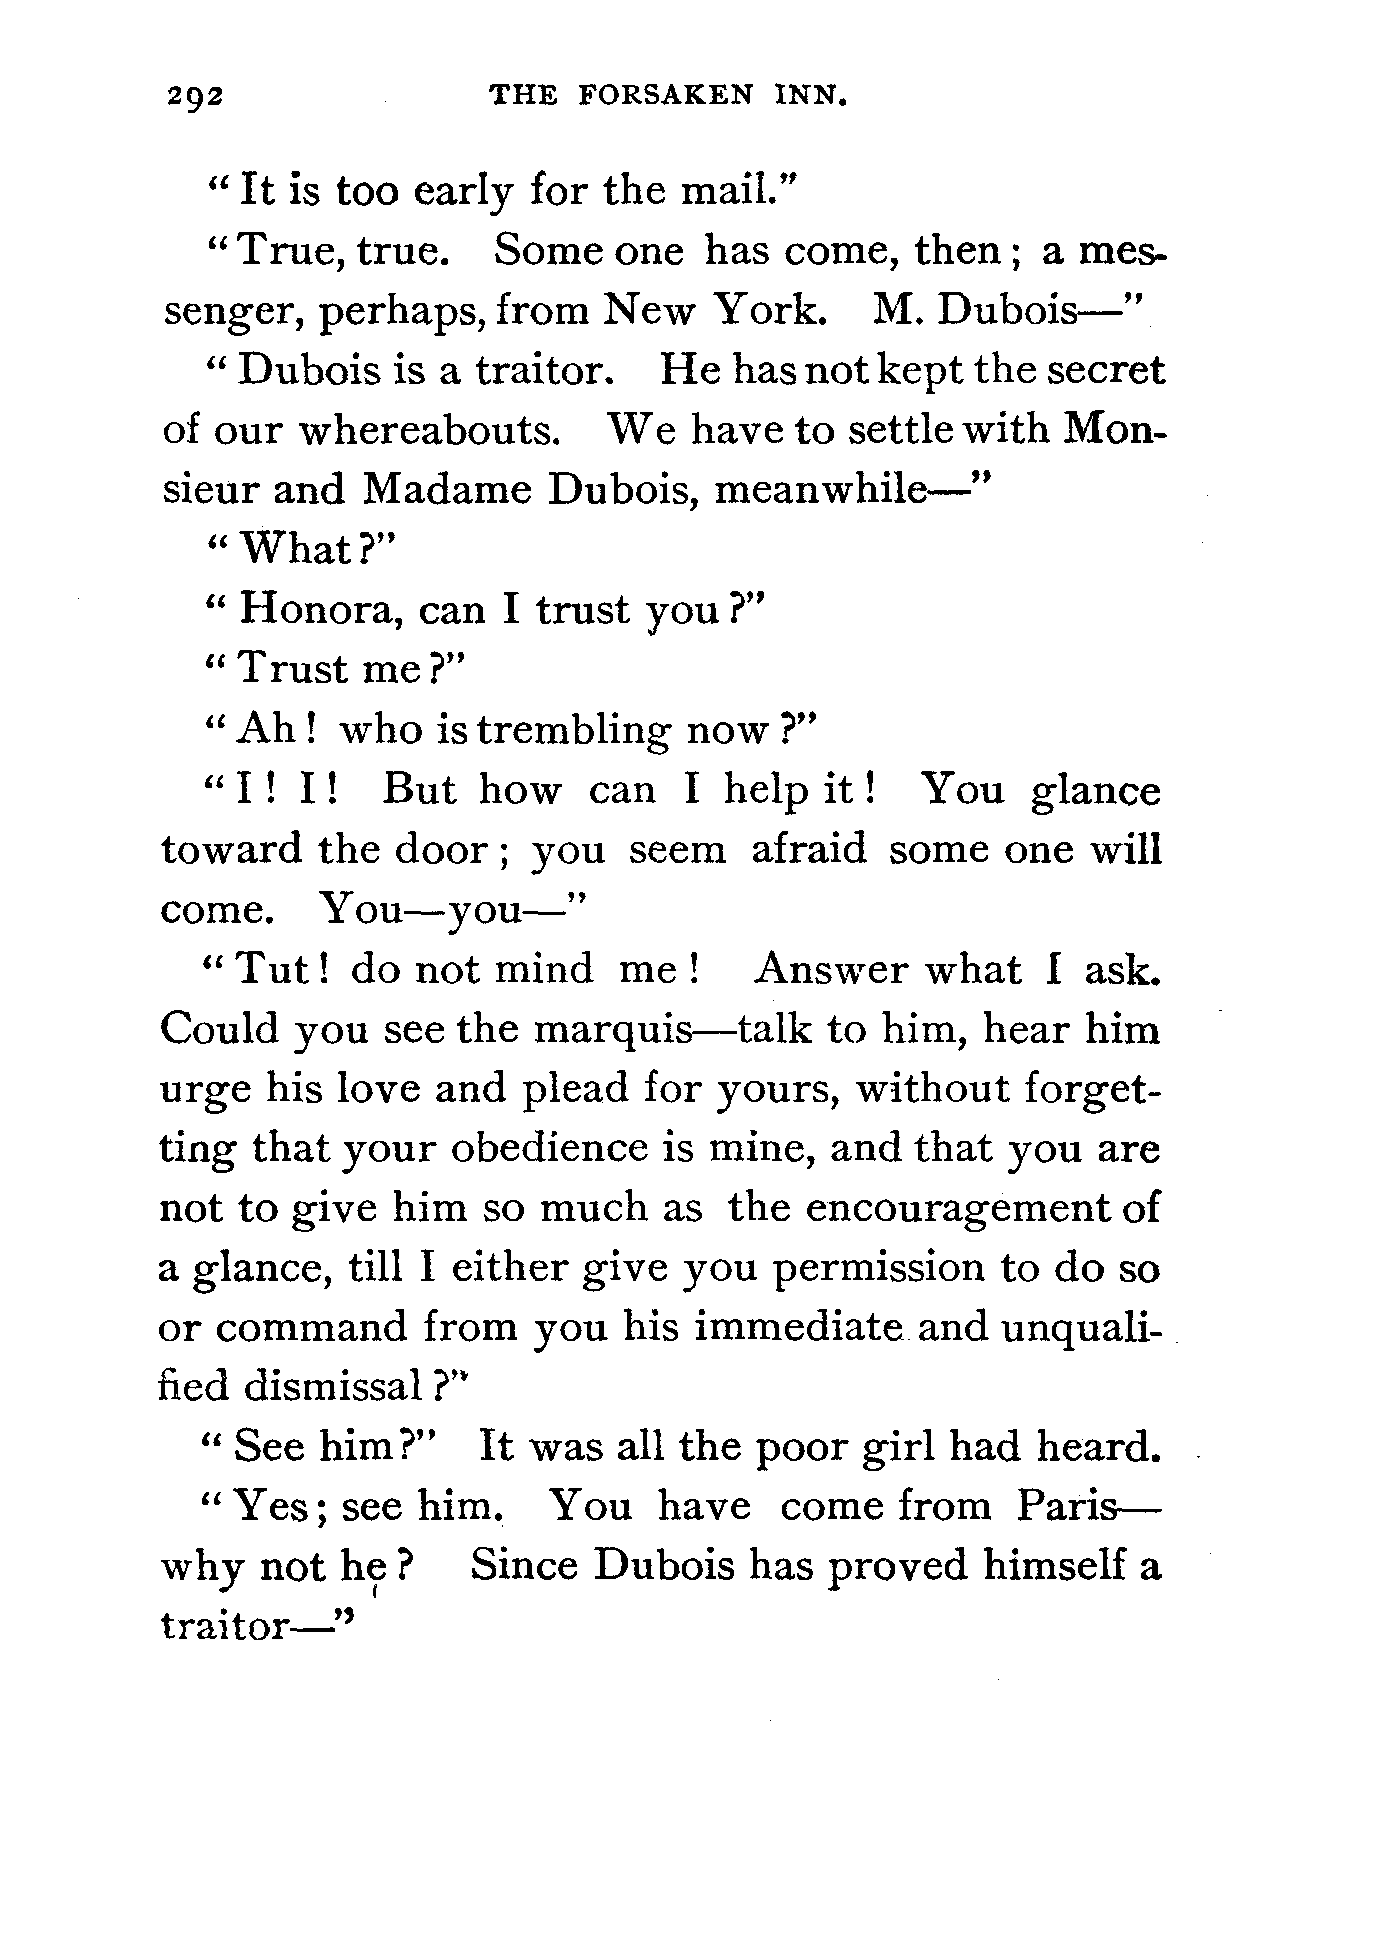 292 THE FORSAKEN INN.
“ It is too early for the mail.”
“ True, true. Some one has come, then ; a mes-
senger, perhaps, from New York. M. Dubois—”
“ Dubois is a traitor. He has not kept the secret
of our whereabouts. We have to settle with Mon-
sieur and Madame Dubois, meanwhile—”
“ What ?”
“ Honora, can I trust you ?”
“ Trust me ?”
“ Ah ! who is trembling now ?”
“ I ! I ! But how can I help it ! You glance
toward the door ; you seem afraid some one will
come. You—you—”
“ Tut ! do not mind me ! Answer what I ask.
Could you see the marquis—talk to him, hear him
urge his love and plead for yours, without forget-
ting that your obedience is mine, and that you are
not to give him so much as the encouragement of
a glance, till I either give you permission to do so
or command from you his immediate and unquali-
fied dismissal ?”
“ See him?” It was all the poor girl had heard.
“ Yes ; see him. You have come from Paris—
why not he ? Since Dubois has proved himself a
traitor—”